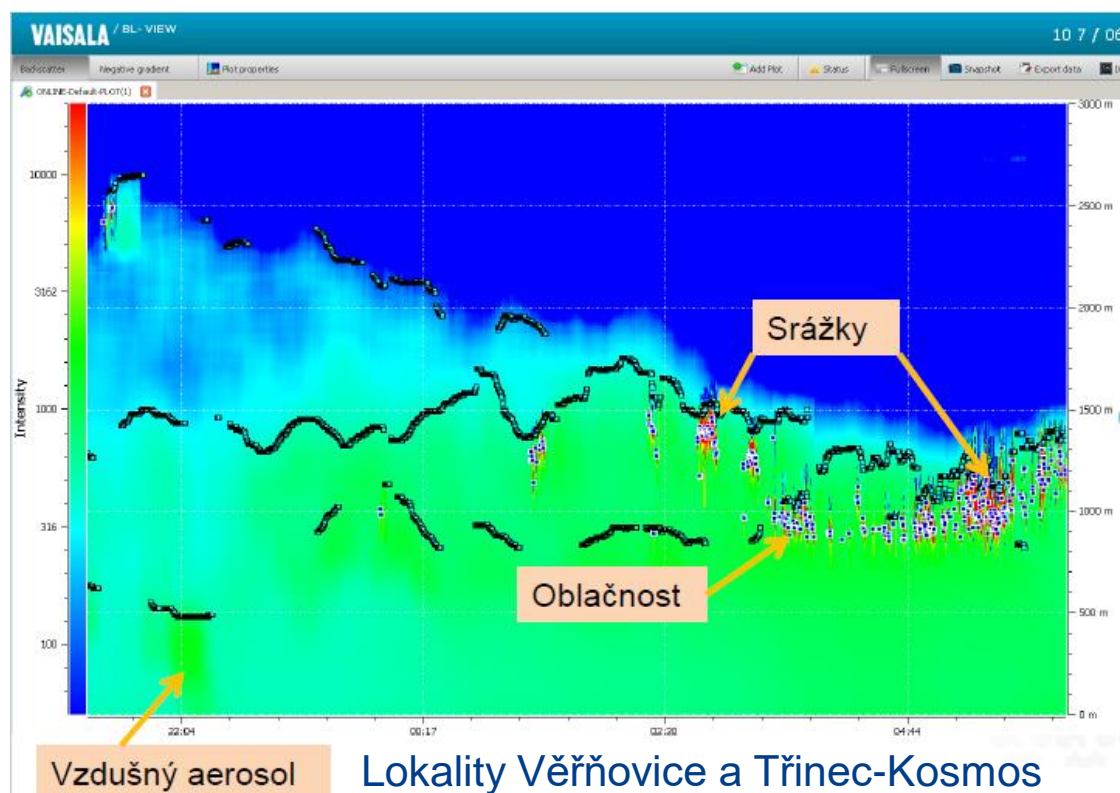 VAISALA / BL- VIEW
10 7 / 06
Backscatter Negative gradient Plot properties Add Plot Status Fullscreen Snapshot Export data
ONLINE-Default-PLOT(1)
3000 m
10000
2500 m
3162
2000 m
Srážky
Intensity
1000
1500 m
316
1000 m
Oblačnost
500 m
100
0 m
22:04 00:17 02:20 04:44
Vzdušný aerosol
Lokality Věřňovice a Třinec-Kosmos